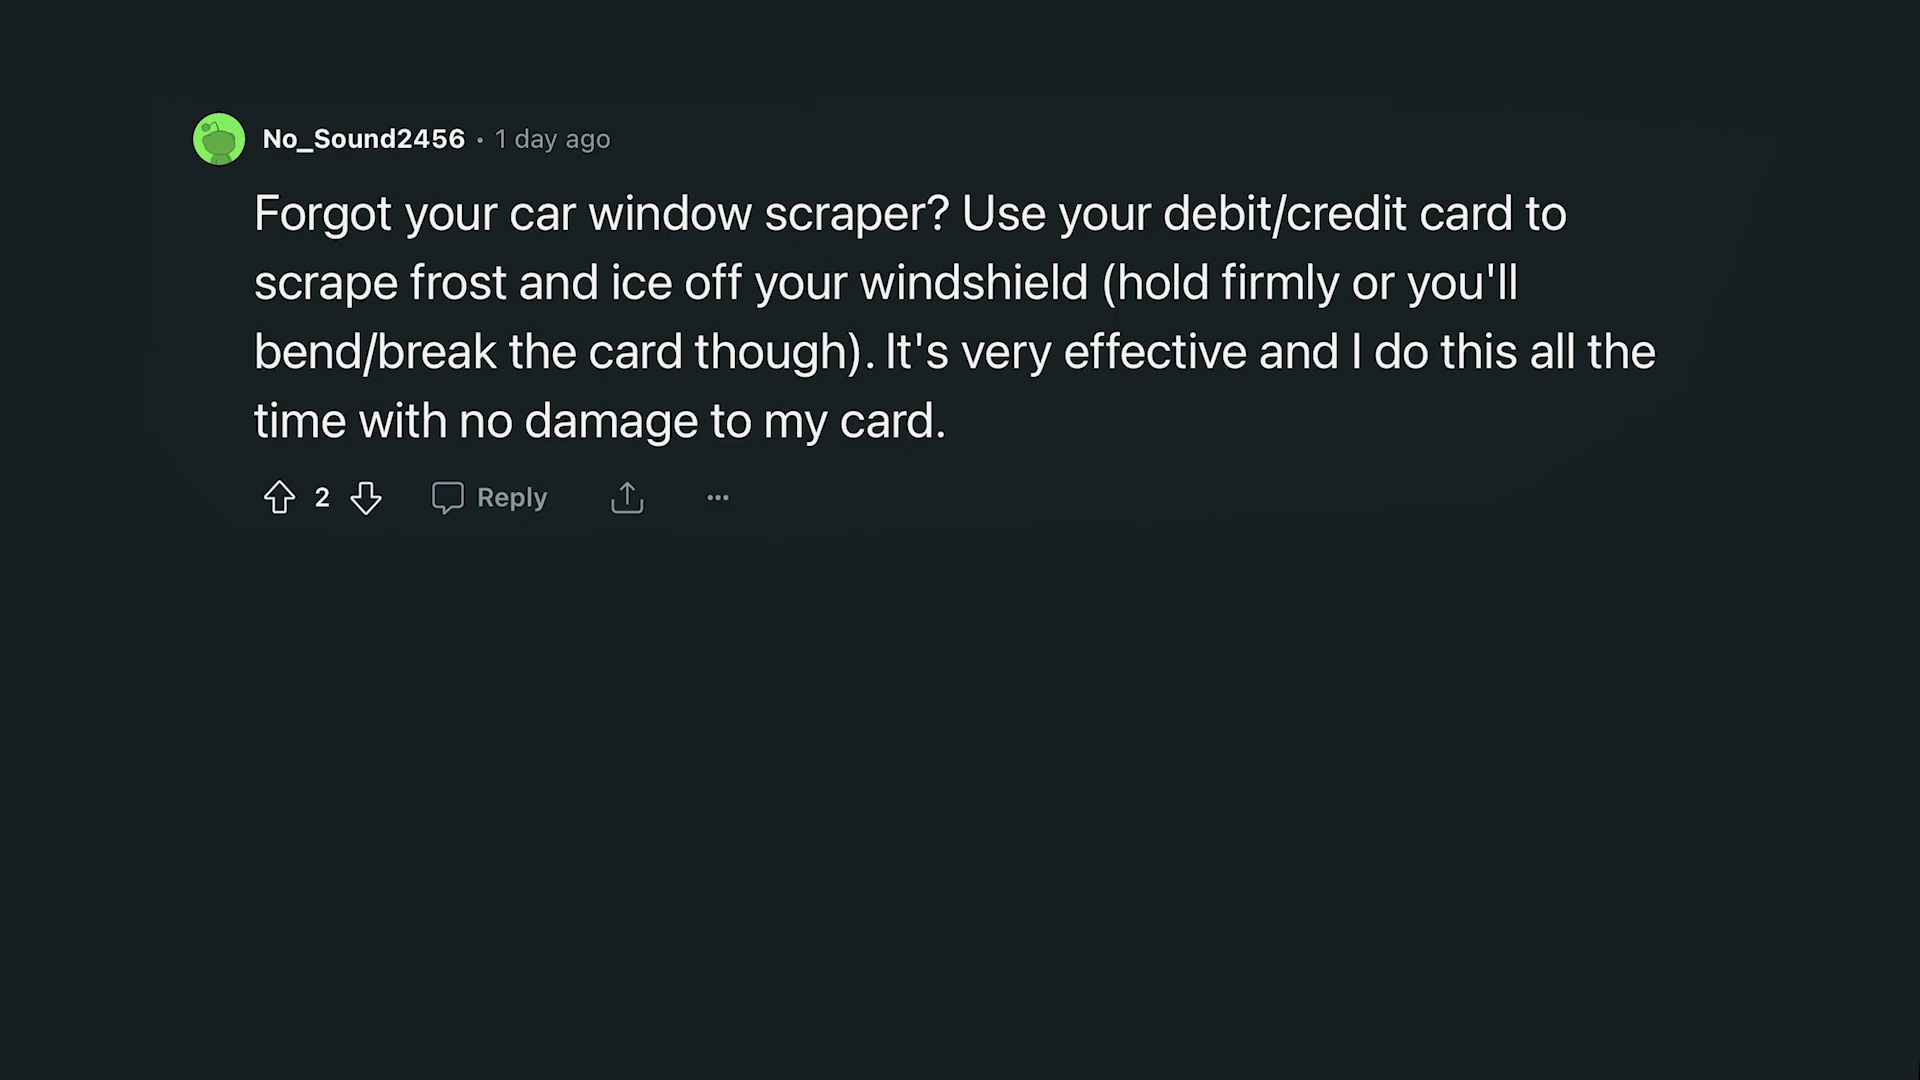 No_Sound2456 · 1 day ago
Forgot your car window scraper? Use your debit/credit card to
scrape frost and ice off your windshield (hold firmly or you'll
bend/break the card though). It's very effective and I do this all the
time with no damage to my card.
2 Reply ...